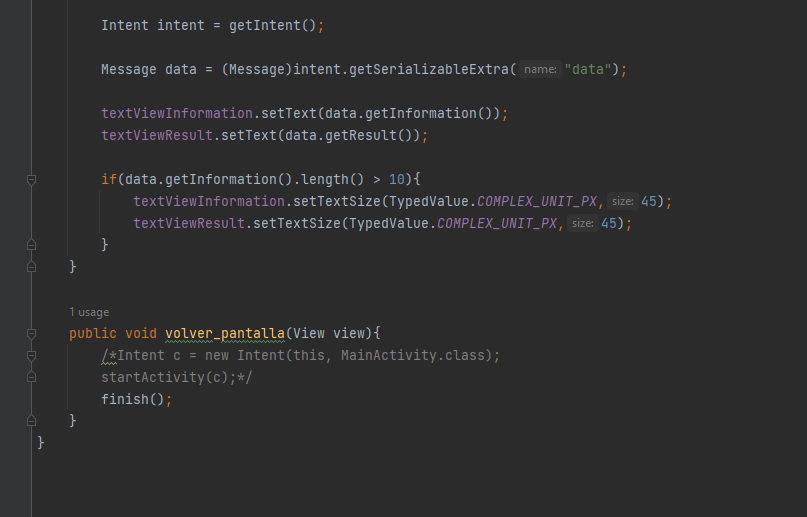 Intent intent = getIntent();
Message data = (Message)intent.getSerializableExtra( name: "data");
textViewInformation.setText(data.getInformation());
textViewResult.setText(data.getResult());
if(data.getInformation().length() > 10){
textViewInformation.setTextSize(TypedValue.COMPLEX_UNIT_PX, size: 45);
textViewResult.setTextSize(TypedValue.COMPLEX_UNIT_PX, size: 45);
}
}
1 usage
public void volver_pantalla(View view){
/*Intent c = new Intent(this, MainActivity.class);
startActivity(c);*/
finish();
}
}